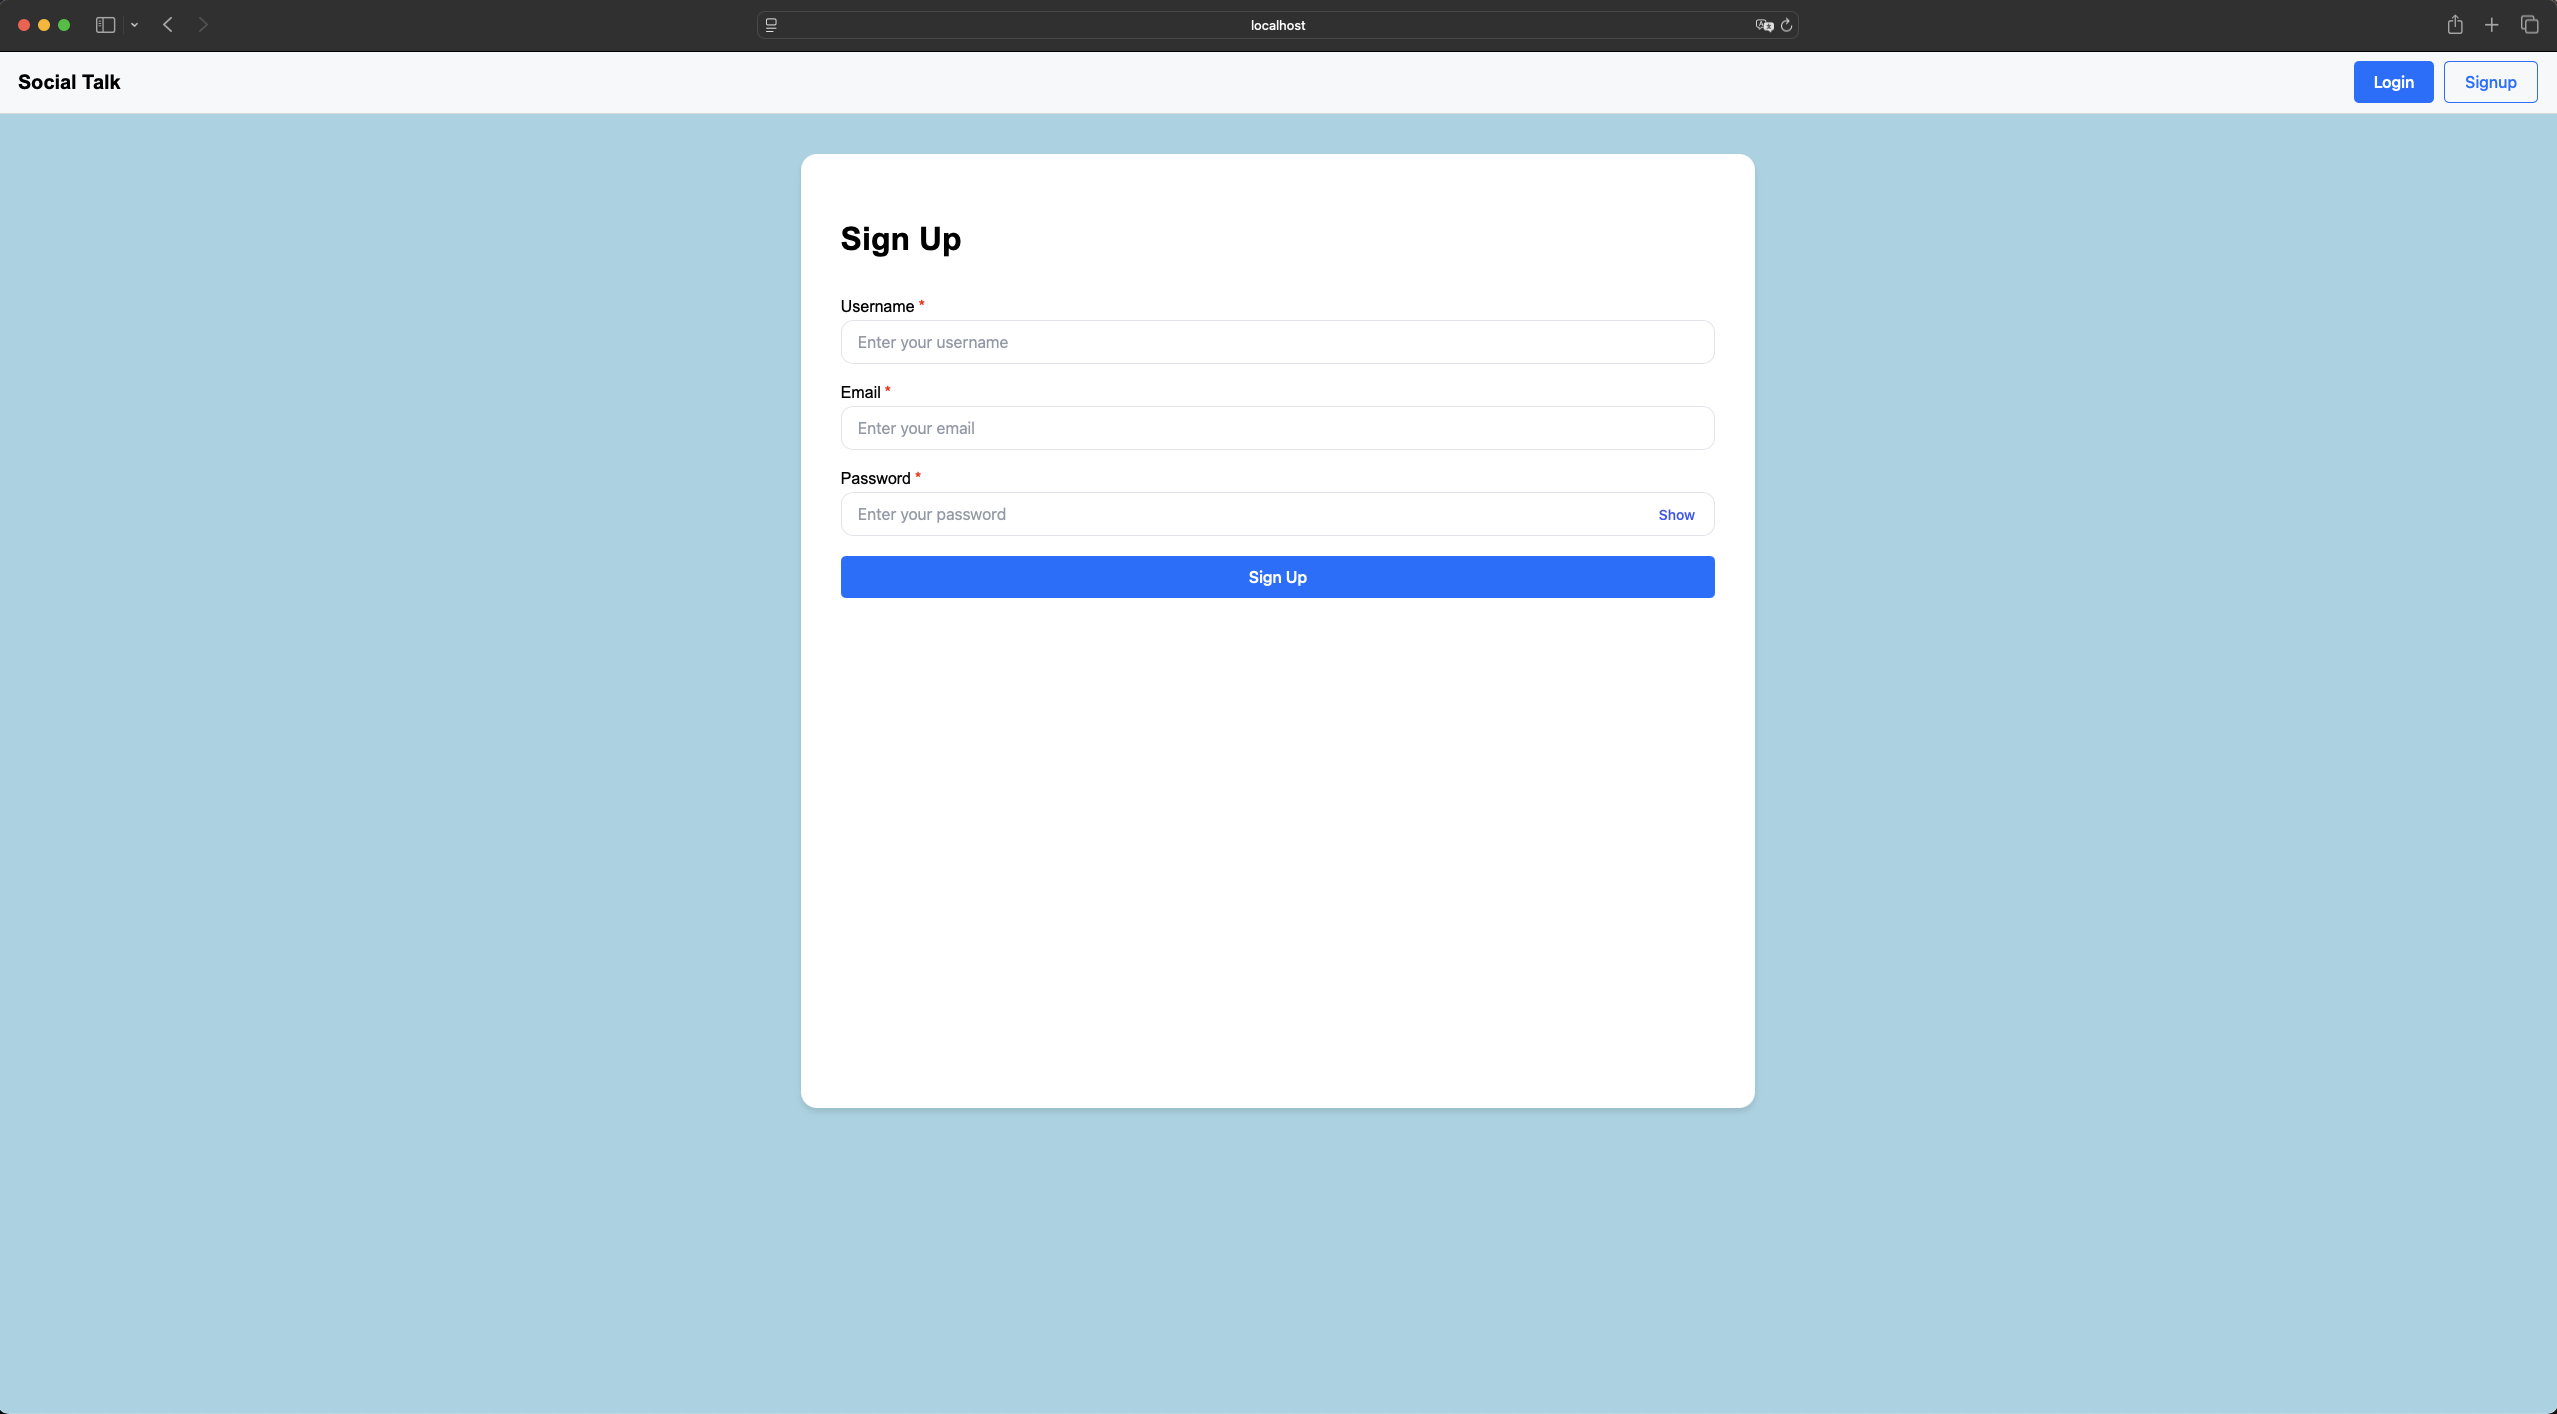 localhost
Social Talk
Login
Signup
Sign Up
Username *
Enter your username
Email *
Enter your email
Password *
Enter your password
Show
Sign Up